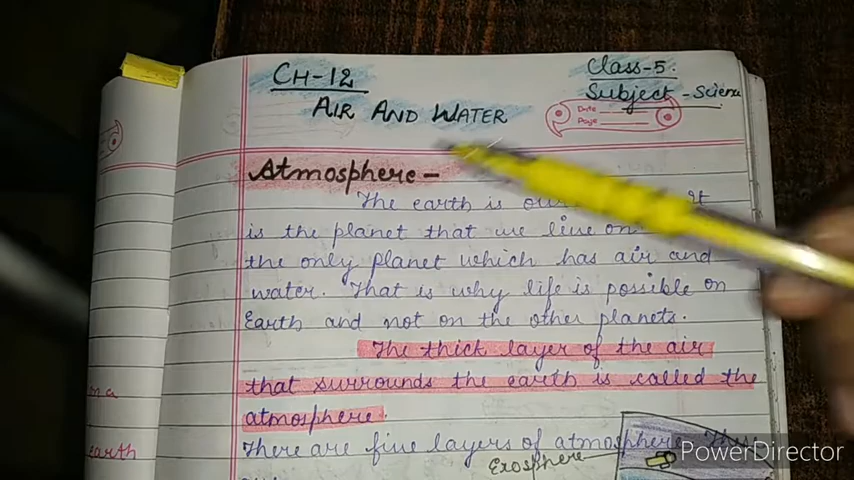 CH-12
Class-5.
Subject - Science
AIR AND WATER
Date
Page
Atmosphere -
The earth is
is the planet that we live on
the only planet which has air and
water. That is why life is possible on
Earth and not on the other planets.
The thick layer of the air
that surrounds the earth is called the
atmosphere
There are five layers of atmosphere These
Exosphere
earth
PowerDirector